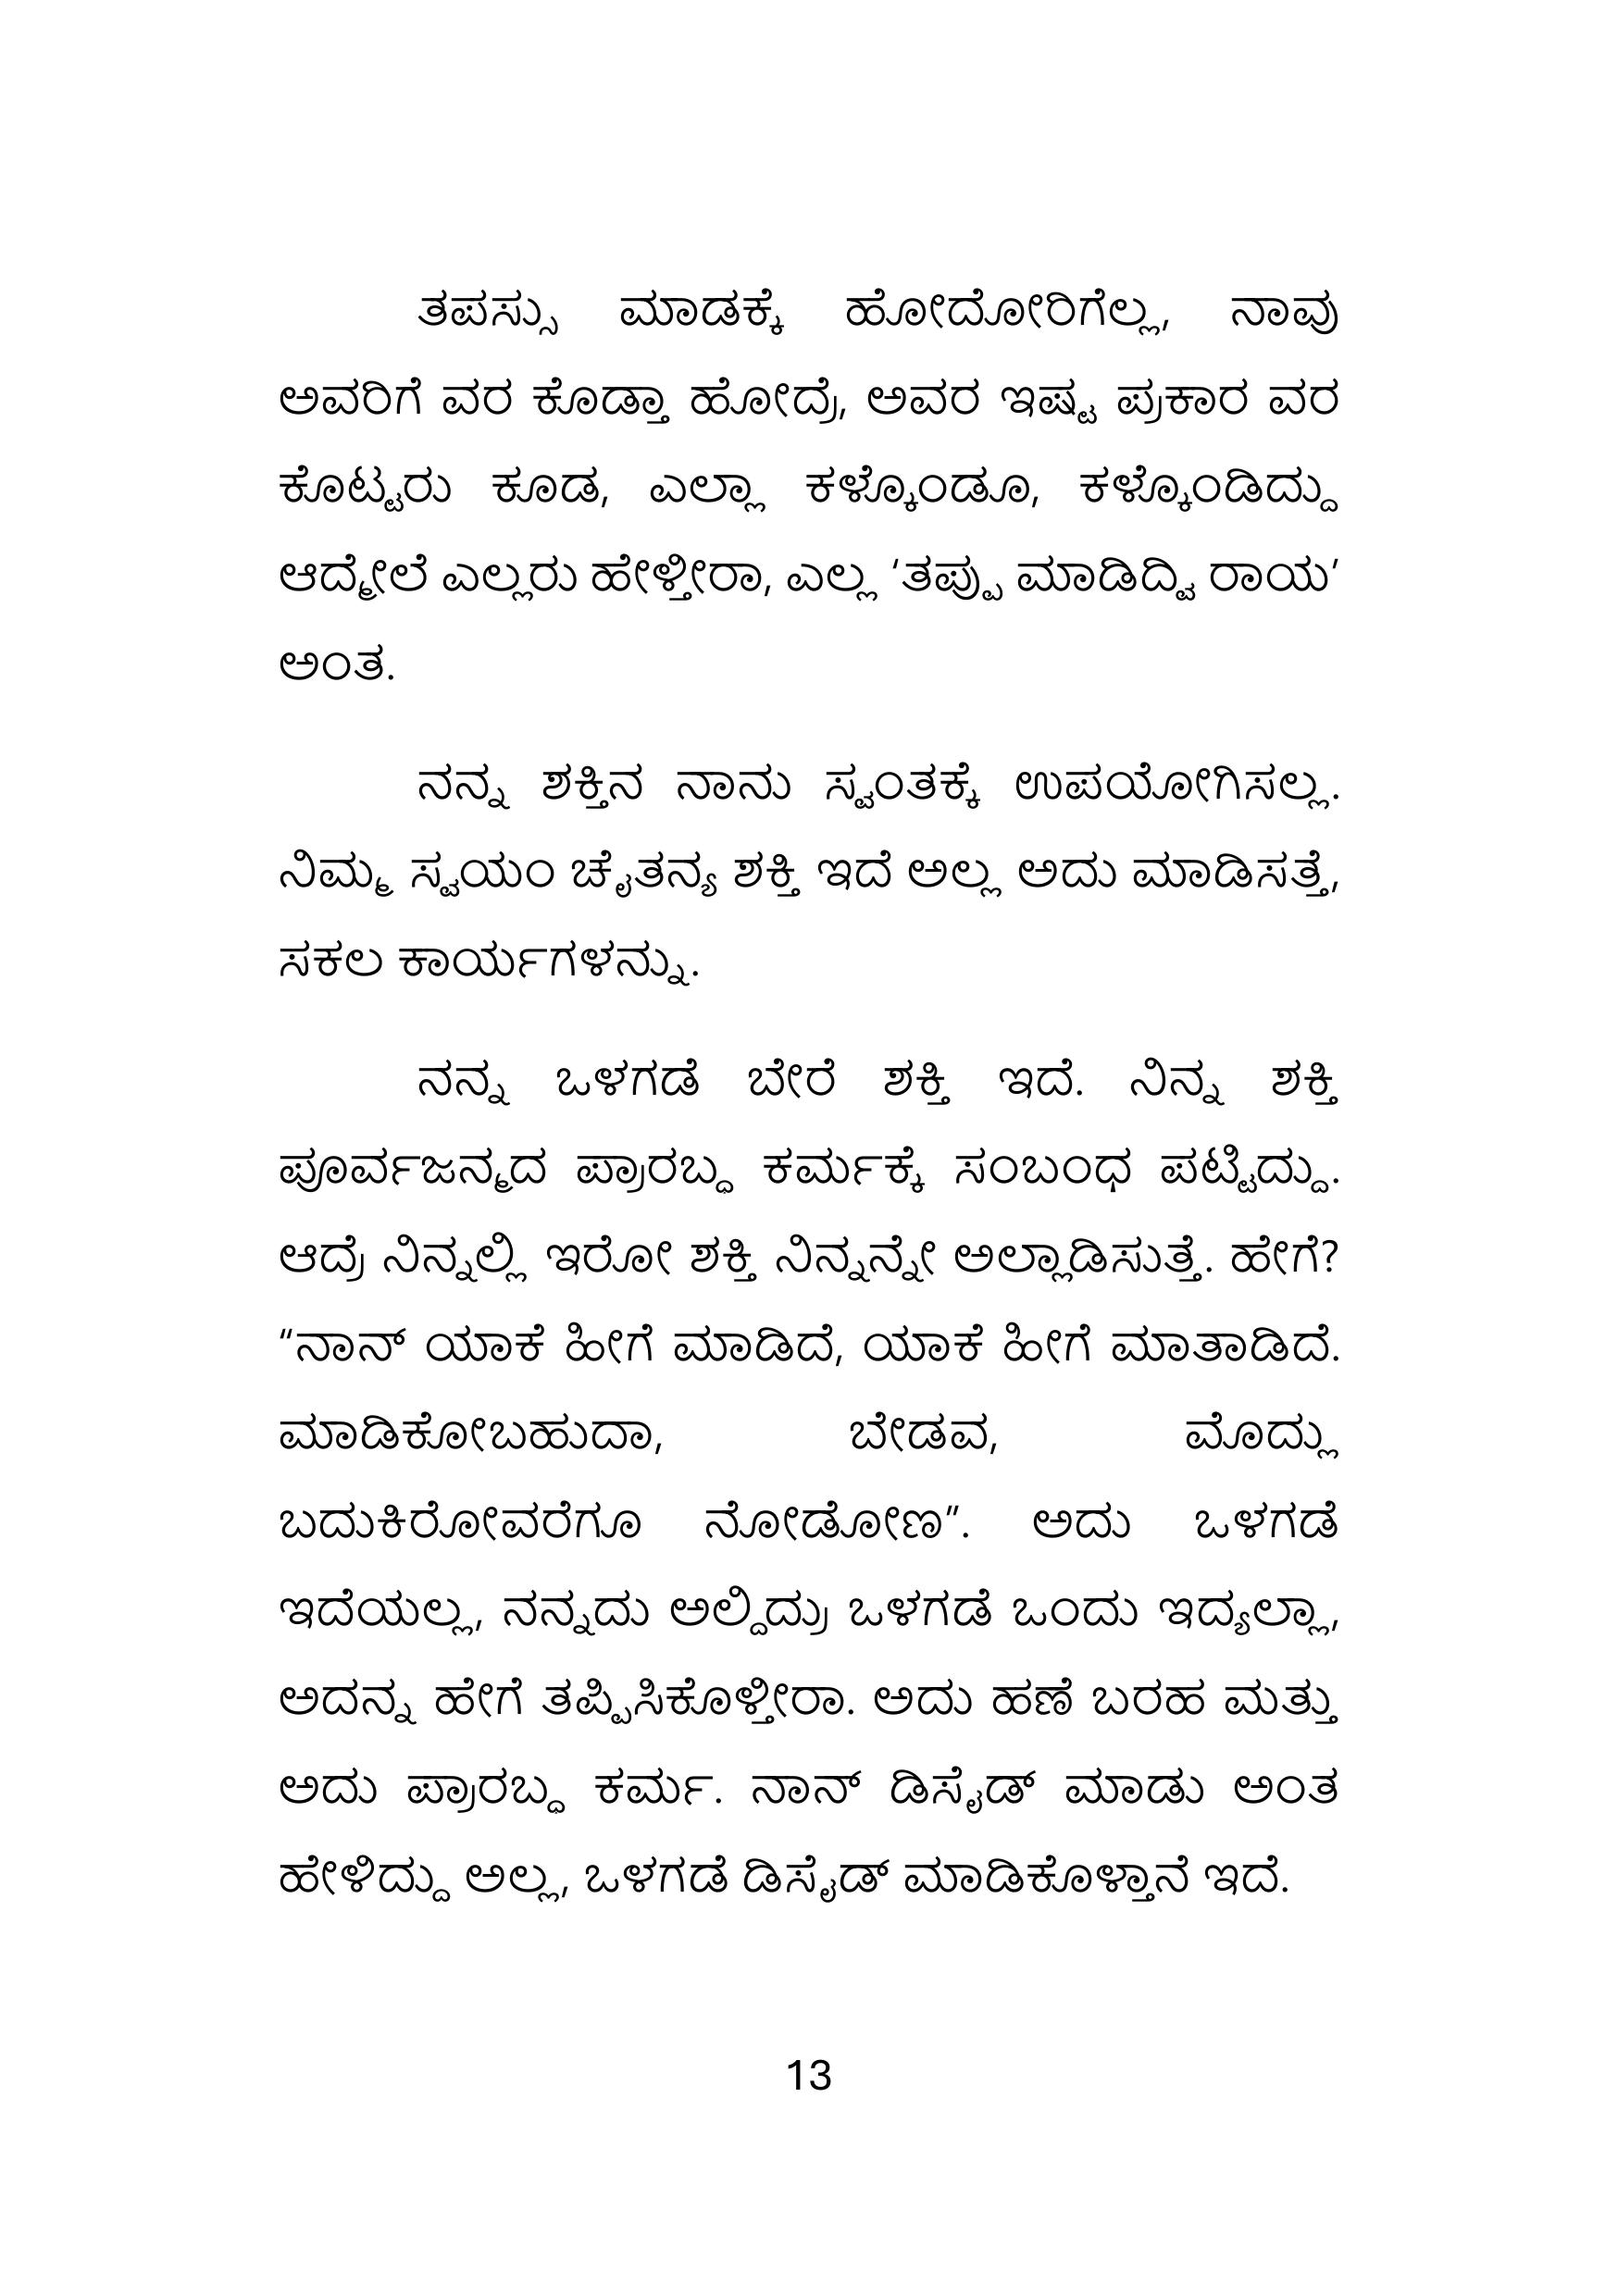 ತಪಸ್ಸು ಮಾಡಕ್ಕೆ ಹೋದೋರಿಗೆಲ್ಲ, ನಾವು
ಅವರಿಗೆ ವರ ಕೊಡ್ತಾ ಹೋದ್ರೆ, ಅವರ ಇಷ್ಟ ಪ್ರಕಾರ ವರ
ಕೊಟ್ಟರು ಕೂಡ, ಎಲ್ಲಾ ಕಳ್ಕೊಂಡೂ, ಕಳ್ಕೊಂಡಿದ್ದು
ಆದ್ಮೇಲೆ ಎಲ್ಲರು ಹೇಳ್ತೀರಾ, ಎಲ್ಲ ‘ತಪ್ಪು ಮಾಡಿದ್ವಿ ರಾಯ’
ಅಂತ.
ನನ್ನ ಶಕ್ತಿನ ನಾನು ಸ್ವಂತಕ್ಕೆ ಉಪಯೋಗಿಸಲ್ಲ.
ನಿಮ್ಮ ಸ್ವಯಂ ಚೈತನ್ಯ ಶಕ್ತಿ ಇದೆ ಅಲ್ಲ ಅದು ಮಾಡಿಸತ್ತೆ,
ಸಕಲ ಕಾರ್ಯಗಳನ್ನು.
ನನ್ನ ಒಳಗಡೆ ಬೇರೆ ಶಕ್ತಿ ಇದೆ. ನಿನ್ನ ಶಕ್ತಿ
ಪೂರ್ವಜನ್ಮದ ಪ್ರಾರಬ್ಧ ಕರ್ಮಕ್ಕೆ ಸಂಬಂಧ ಪಟ್ಟಿದ್ದು.
ಆದ್ರೆ ನಿನ್ನಲ್ಲಿ ಇರೋ ಶಕ್ತಿ ನಿನ್ನನ್ನೇ ಅಲ್ಲಾಡಿಸುತ್ತೆ. ಹೇಗೆ?
“ನಾನ್ ಯಾಕೆ ಹೀಗೆ ಮಾಡಿದೆ, ಯಾಕೆ ಹೀಗೆ ಮಾತಾಡಿದೆ.
ಮಾಡಿಕೋಬಹುದಾ, ಬೇಡವ, ಮೊದ್ಲು
ಬದುಕಿರೋವರೆಗೂ ನೋಡೋಣ”. ಅದು ಒಳಗಡೆ
ಇದೆಯಲ್ಲ, ನನ್ನದು ಅಲ್ದಿದ್ರು ಒಳಗಡೆ ಒಂದು ಇದ್ಯಲ್ಲಾ,
ಅದನ್ನ ಹೇಗೆ ತಪ್ಪಿಸಿಕೊಳ್ತೀರಾ. ಅದು ಹಣೆ ಬರಹ ಮತ್ತು
ಅದು ಪ್ರಾರಬ್ಧ ಕರ್ಮ. ನಾನ್ ಡಿಸೈಡ್ ಮಾಡು ಅಂತ
ಹೇಳಿದ್ದು ಅಲ್ಲ, ಒಳಗಡೆ ಡಿಸೈಡ್ ಮಾಡಿಕೊಳ್ತಾನೆ ಇದೆ.
13